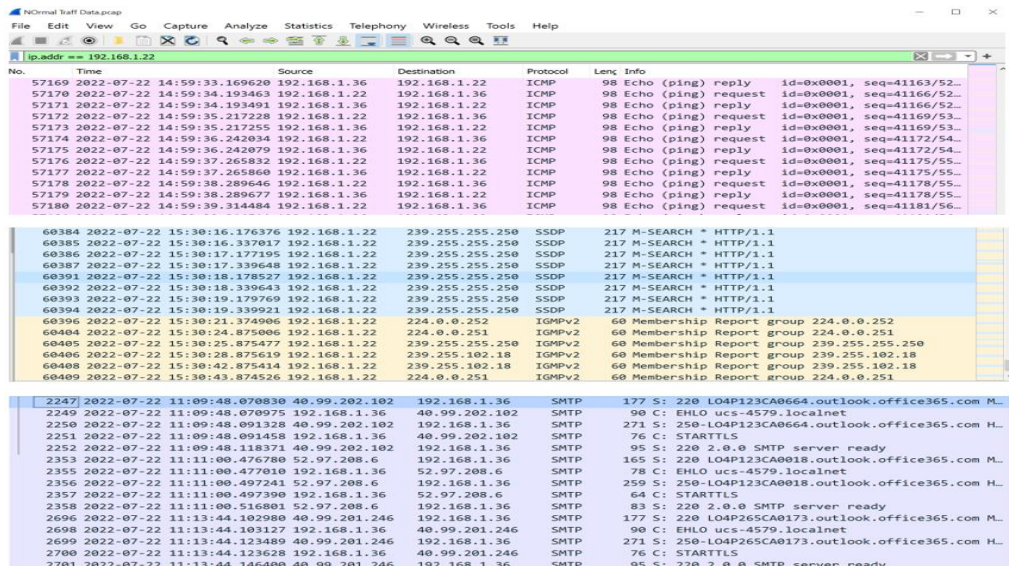 NOrmal Traff Data.pcap
File Edit View Go Capture Analyze Statistics Telephony Wireless Tools Help
ip.addr == 192.168.1.22
No. Time Source Destination Protocol Leng Info
57169 2022-07-22 14:59:33.169620 192.168.1.36 192.168.1.22 ICMP 98 Echo (ping) reply id=0x0001, seq=41163/52…
57170 2022-07-22 14:59:34.193463 192.168.1.22 192.168.1.36 ICMP 98 Echo (ping) request id=0x0001, seq=41166/52…
57171 2022-07-22 14:59:34.193491 192.168.1.36 192.168.1.22 ICMP 98 Echo (ping) reply id=0x0001, seq=41166/52…
57172 2022-07-22 14:59:35.217228 192.168.1.22 192.168.1.36 ICMP 98 Echo (ping) request id=0x0001, seq=41169/53…
57173 2022-07-22 14:59:35.217255 192.168.1.36 192.168.1.22 ICMP 98 Echo (ping) reply id=0x0001, seq=41169/53…
57174 2022-07-22 14:59:36.242034 192.168.1.22 192.168.1.36 ICMP 98 Echo (ping) request id=0x0001, seq=41172/54…
57175 2022-07-22 14:59:36.242079 192.168.1.36 192.168.1.22 ICMP 98 Echo (ping) reply id=0x0001, seq=41172/54…
57176 2022-07-22 14:59:37.265832 192.168.1.22 192.168.1.36 ICMP 98 Echo (ping) request id=0x0001, seq=41175/55…
57177 2022-07-22 14:59:37.265860 192.168.1.36 192.168.1.22 ICMP 98 Echo (ping) reply id=0x0001, seq=41175/55…
57178 2022-07-22 14:59:38.289646 192.168.1.22 192.168.1.36 ICMP 98 Echo (ping) request id=0x0001, seq=41178/55…
57179 2022-07-22 14:59:38.289677 192.168.1.36 192.168.1.22 ICMP 98 Echo (ping) reply id=0x0001, seq=41178/55…
57180 2022-07-22 14:59:39.314484 192.168.1.22 192.168.1.36 ICMP 98 Echo (ping) request id=0x0001, seq=41181/56…
60384 2022-07-22 15:30:16.176376 192.168.1.22 239.255.255.250 SSDP 217 M-SEARCH * HTTP/1.1
60385 2022-07-22 15:30:16.337017 192.168.1.22 239.255.255.250 SSDP 217 M-SEARCH * HTTP/1.1
60386 2022-07-22 15:30:17.177195 192.168.1.22 239.255.255.250 SSDP 217 M-SEARCH * HTTP/1.1
60387 2022-07-22 15:30:17.339648 192.168.1.22 239.255.255.250 SSDP 217 M-SEARCH * HTTP/1.1
60391 2022-07-22 15:30:18.178527 192.168.1.22 239.255.255.250 SSDP 217 M-SEARCH * HTTP/1.1
60392 2022-07-22 15:30:18.339643 192.168.1.22 239.255.255.250 SSDP 217 M-SEARCH * HTTP/1.1
60393 2022-07-22 15:30:19.179769 192.168.1.22 239.255.255.250 SSDP 217 M-SEARCH * HTTP/1.1
60394 2022-07-22 15:30:19.339921 192.168.1.22 239.255.255.250 SSDP 217 M-SEARCH * HTTP/1.1
60396 2022-07-22 15:30:21.374906 192.168.1.22 224.0.0.252 IGMPv2 60 Membership Report group 224.0.0.252
60404 2022-07-22 15:30:24.875006 192.168.1.22 224.0.0.251 IGMPv2 60 Membership Report group 224.0.0.251
60405 2022-07-22 15:30:25.875477 192.168.1.22 239.255.255.250 IGMPv2 60 Membership Report group 239.255.255.250
60406 2022-07-22 15:30:28.875619 192.168.1.22 239.255.102.18 IGMPv2 60 Membership Report group 239.255.102.18
60408 2022-07-22 15:30:42.875414 192.168.1.22 239.255.102.18 IGMPv2 60 Membership Report group 239.255.102.18
60409 2022-07-22 15:30:43.874526 192.168.1.22 224.0.0.251 IGMPv2 60 Membership Report group 224.0.0.251
2247 2022-07-22 11:09:48.070830 40.99.202.102 192.168.1.36 SMTP 177 S: 220 LO4P123CA0664.outlook.office365.com M…
2249 2022-07-22 11:09:48.070975 192.168.1.36 40.99.202.102 SMTP 90 C: EHLO ucs-4579.localnet
2250 2022-07-22 11:09:48.091328 40.99.202.102 192.168.1.36 SMTP 271 S: 250-LO4P123CA0664.outlook.office365.com H…
2251 2022-07-22 11:09:48.091458 192.168.1.36 40.99.202.102 SMTP 76 C: STARTTLS
2252 2022-07-22 11:09:48.118371 40.99.202.102 192.168.1.36 SMTP 95 S: 220 2.0.0 SMTP server ready
2353 2022-07-22 11:11:00.476780 52.97.208.6 192.168.1.36 SMTP 165 S: 220 LO4P123CA0018.outlook.office365.com M…
2355 2022-07-22 11:11:00.477010 192.168.1.36 52.97.208.6 SMTP 78 C: EHLO ucs-4579.localnet
2356 2022-07-22 11:11:00.497241 52.97.208.6 192.168.1.36 SMTP 259 S: 250-LO4P123CA0018.outlook.office365.com H…
2357 2022-07-22 11:11:00.497390 192.168.1.36 52.97.208.6 SMTP 64 C: STARTTLS
2358 2022-07-22 11:11:00.516801 52.97.208.6 192.168.1.36 SMTP 83 S: 220 2.0.0 SMTP server ready
2696 2022-07-22 11:13:44.102980 40.99.201.246 192.168.1.36 SMTP 177 S: 220 LO4P265CA0173.outlook.office365.com M…
2698 2022-07-22 11:13:44.103127 192.168.1.36 40.99.201.246 SMTP 90 C: EHLO ucs-4579.localnet
2699 2022-07-22 11:13:44.123489 40.99.201.246 192.168.1.36 SMTP 271 S: 250-LO4P265CA0173.outlook.office365.com H…
2700 2022-07-22 11:13:44.123628 192.168.1.36 40.99.201.246 SMTP 76 C: STARTTLS
2701 2022-07-22 11:13:44.146400 40.99.201.246 192.168.1.36 SMTP 95 S: 220 2.0.0 SMTP server ready